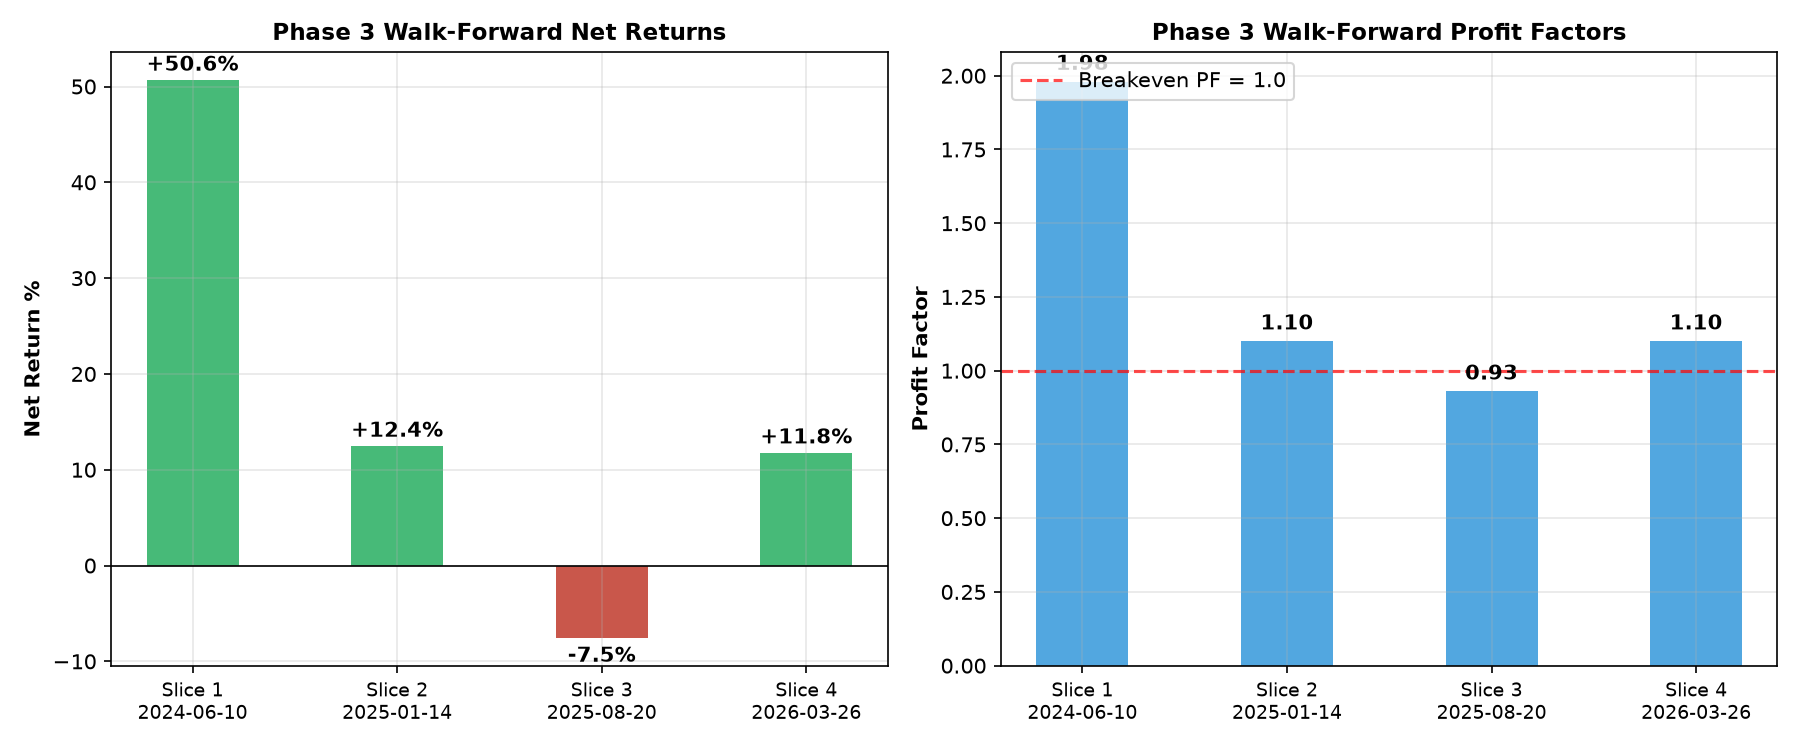 Phase 3 Walk-Forward Net Returns
Net Return %
50
40
30
20
10
0
−10
+50.6%
+12.4%
-7.5%
+11.8%
Slice 1
2024-06-10
Slice 2
2025-01-14
Slice 3
2025-08-20
Slice 4
2026-03-26
Phase 3 Walk-Forward Profit Factors
Profit Factor
2.00
1.75
1.50
1.25
1.00
0.75
0.50
0.25
0.00
1.98
Breakeven PF = 1.0
1.10
0.93
1.10
Slice 1
2024-06-10
Slice 2
2025-01-14
Slice 3
2025-08-20
Slice 4
2026-03-26